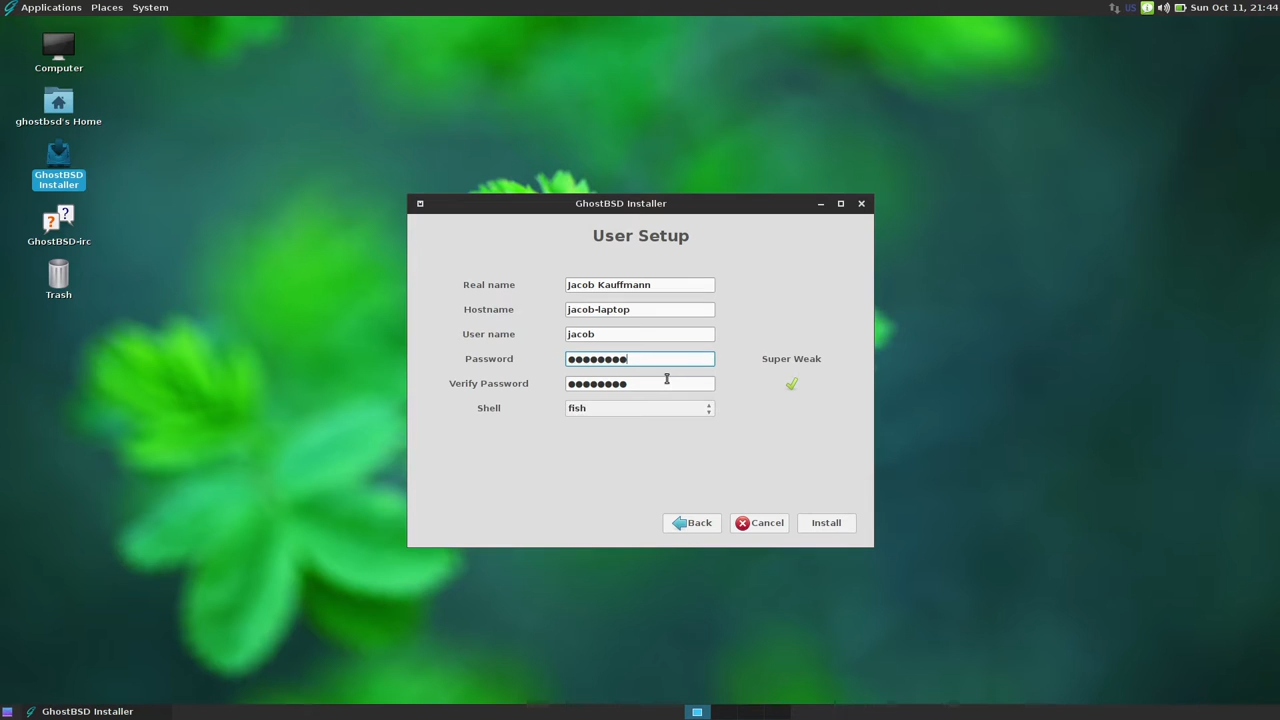 Applications Places System US Sun Oct 11, 21:44
Computer
ghostbsd's Home
GhostBSD
Installer
GhostBSD-irc
Trash
GhostBSD Installer
User Setup
Real name Jacob Kauffmann
Hostname jacob-laptop
User name jacob
Password ●●●●●●●● Super Weak
Verify Password ●●●●●●●●
Shell fish
Back Cancel Install
GhostBSD Installer